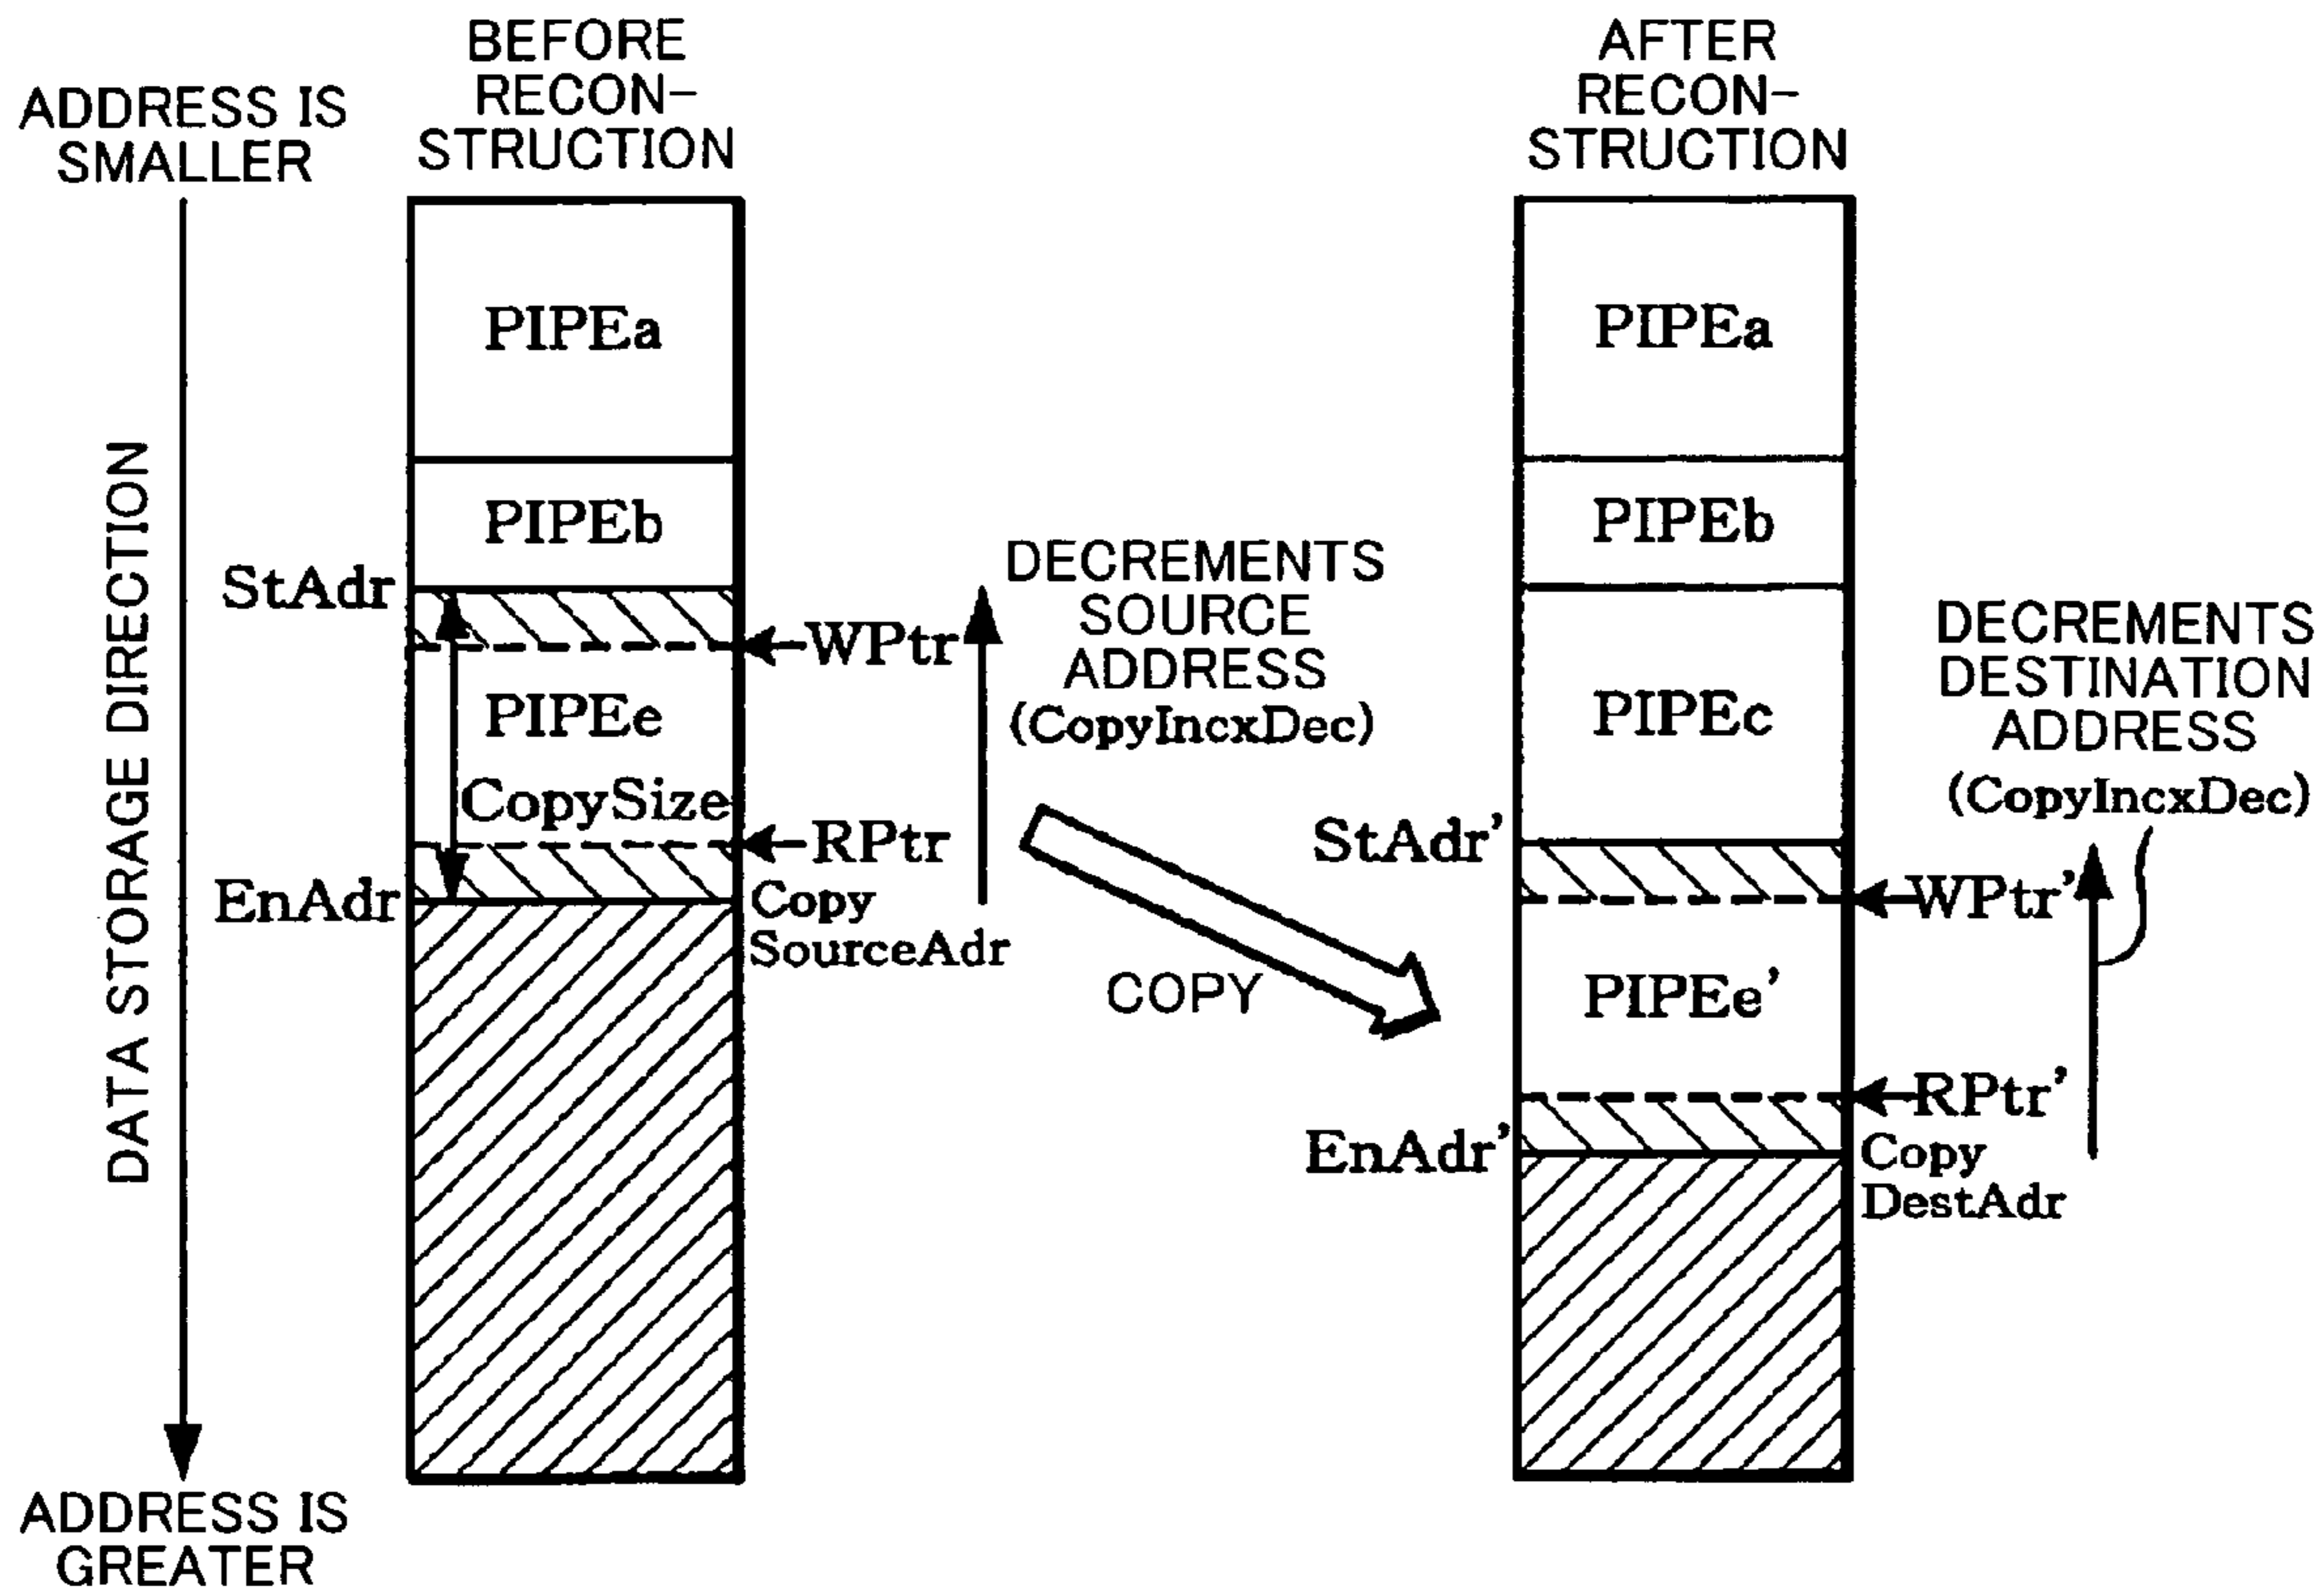 BEFORE
RECON-
STRUCTION
AFTER
RECON-
STRUCTION
ADDRESS IS
SMALLER
DATA STORAGE DIRECTION
ADDRESS IS
GREATER
PIPEa
PIPEb
StAdr
WPtr
PIPEe
CopySize
RPtr
EnAdr
Copy
SourceAdr
DECREMENTS
SOURCE
ADDRESS
(CopyIncxDec)
COPY
PIPEa
PIPEb
PIPEc
StAdr'
WPtr'
PIPEe'
RPtr'
EnAdr'
Copy
DestAdr
DECREMENTS
DESTINATION
ADDRESS
(CopyIncxDec)